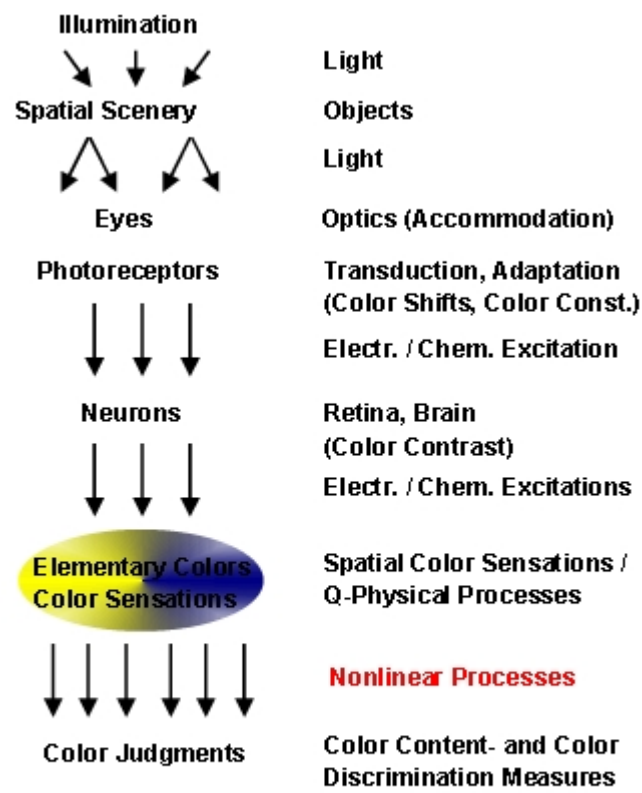 Illumination
Light
Spatial Scenery
Objects
Light
Eyes
Optics (Accommodation)
Photoreceptors
Transduction, Adaptation
(Color Shifts, Color Const.)
Electr. / Chem. Excitation
Neurons
Retina, Brain
(Color Contrast)
Electr. / Chem. Excitations
Elementary Colors
Color Sensations
Spatial Color Sensations /
Q-Physical Processes
Nonlinear Processes
Color Judgments
Color Content- and Color
Discrimination Measures